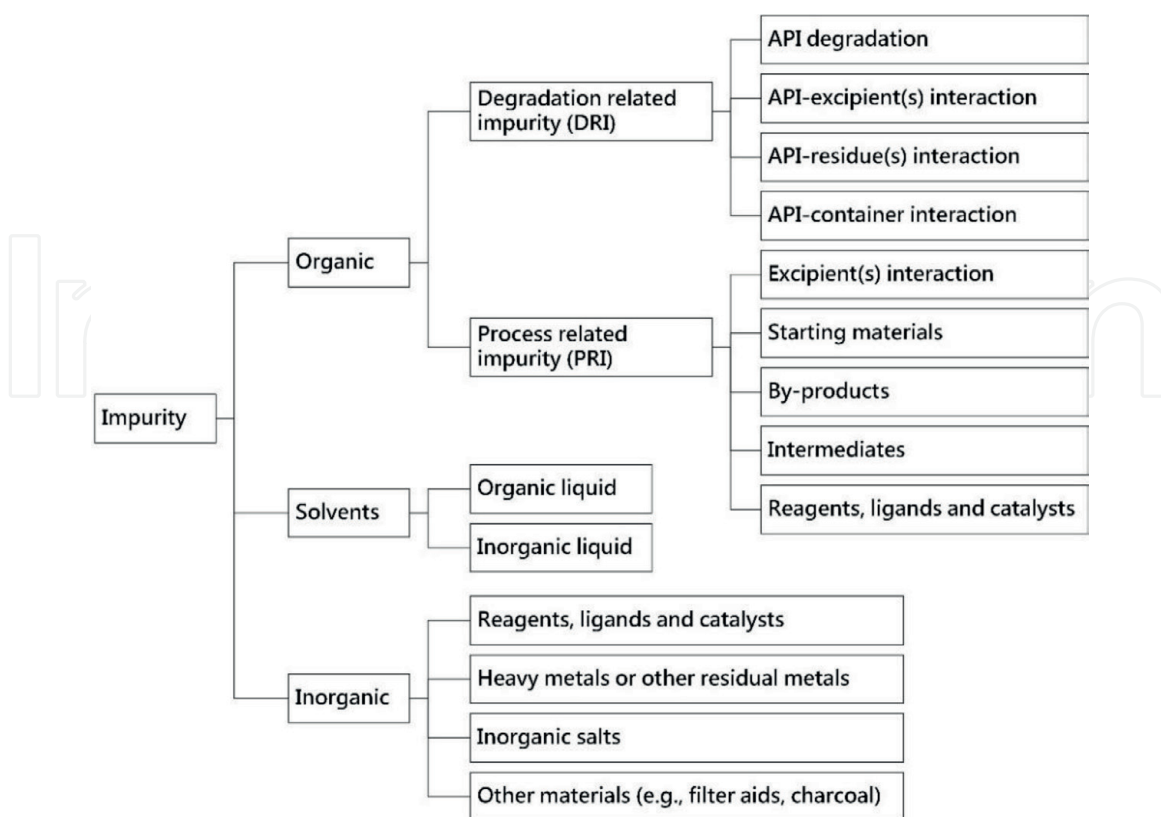 Impurity
Organic
Degradation related
impurity (DRI)
API degradation
API-excipient(s) interaction
API-residue(s) interaction
API-container interaction
Process related
impurity (PRI)
Excipient(s) interaction
Starting materials
By-products
Intermediates
Reagents, ligands and catalysts
Solvents
Organic liquid
Inorganic liquid
Inorganic
Reagents, ligands and catalysts
Heavy metals or other residual metals
Inorganic salts
Other materials (e.g., filter aids, charcoal)